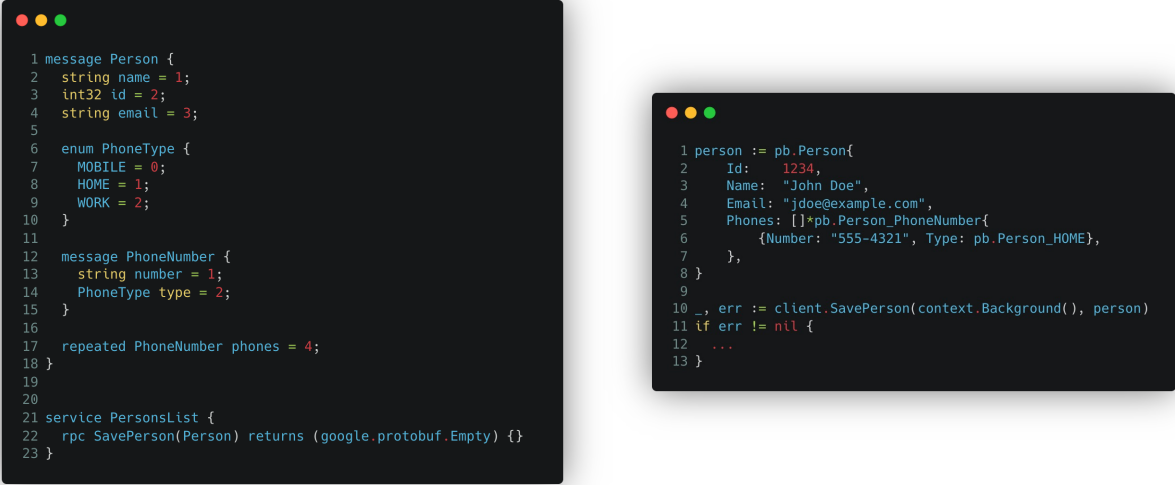 1 message Person {
2   string name = 1;
3   int32 id = 2;
4   string email = 3;
5
6   enum PhoneType {
7     MOBILE = 0;
8     HOME = 1;
9     WORK = 2;
10   }
11
12   message PhoneNumber {
13     string number = 1;
14     PhoneType type = 2;
15   }
16
17   repeated PhoneNumber phones = 4;
18 }
19
20
21 service PersonsList {
22   rpc SavePerson(Person) returns (google.protobuf.Empty) {}
23 }
1 person := pb.Person{
2     Id:    1234,
3     Name:  "John Doe",
4     Email: "jdoe@example.com",
5     Phones: []*pb.Person_PhoneNumber{
6         {Number: "555-4321", Type: pb.Person_HOME},
7     },
8 }
9
10 _, err := client.SavePerson(context.Background(), person)
11 if err != nil {
12   ...
13 }